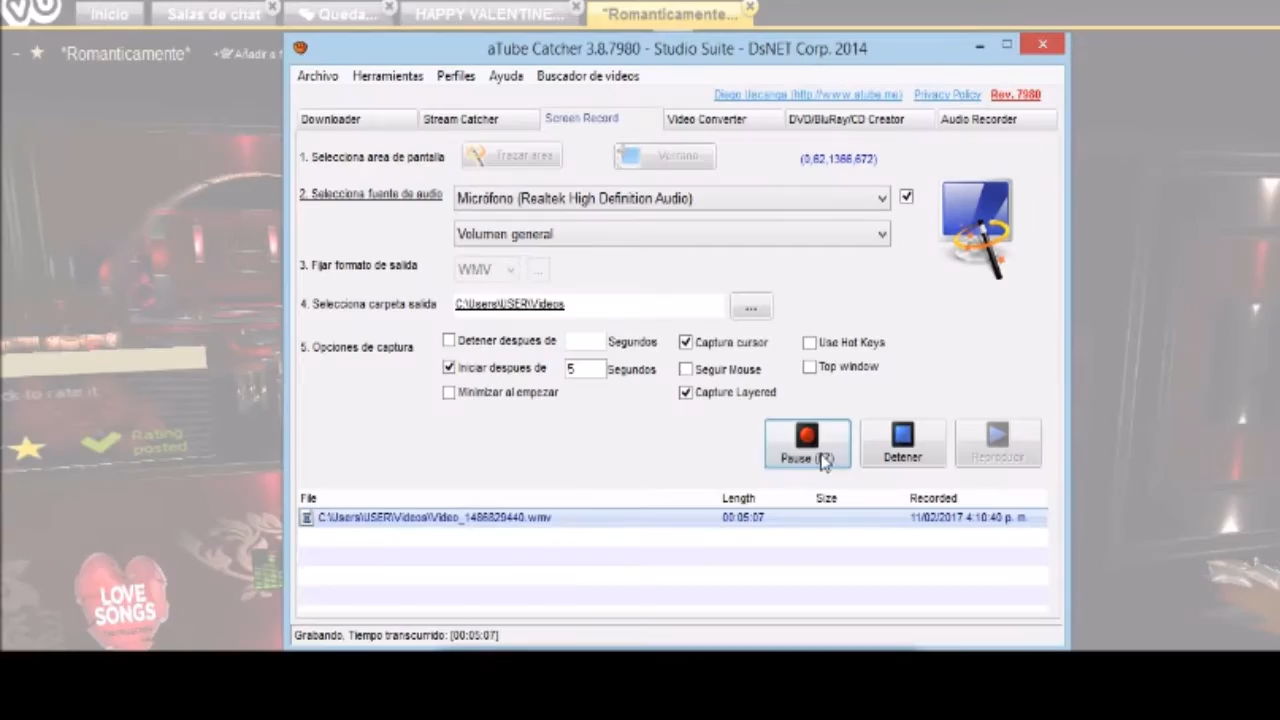 Inicio
Salas de chat
Queda...
HAPPY VALENTINE...
"Romanticamente...
*Romanticamente*
Añadir a
aTube Catcher 3.8.7980 - Studio Suite - DsNET Corp. 2014
Archivo Herramientas Perfiles Ayuda Buscador de videos
Diego Uscanga (http://www.atube.me) Privacy Policy Rev. 7980
Downloader Stream Catcher Screen Record Video Converter DVD/BluRay/CD Creator Audio Recorder
1. Selecciona area de pantalla Trazar area Ventana (0,62,1366,672)
2. Selecciona fuente de audio Micrófono (Realtek High Definition Audio)
Volumen general
3. Fijar formato de salida WMV ...
4. Selecciona carpeta salida C:\Users\USER\Videos ...
5. Opciones de captura
Detener despues de Segundos Captura cursor Use Hot Keys
Iniciar despues de 5 Segundos Seguir Mouse Top window
Minimizar al empezar Capture Layered
Pause Detener Reproducir
File Length Size Recorded
C:\Users\USER\Videos\Video_1486829440.wmv 00:05:07 11/02/2017 4:10:40 p. m.
Grabando, Tiempo transcurrido: [00:05:07]
ck to rate it
Rating
posted
LOVE
SONGS